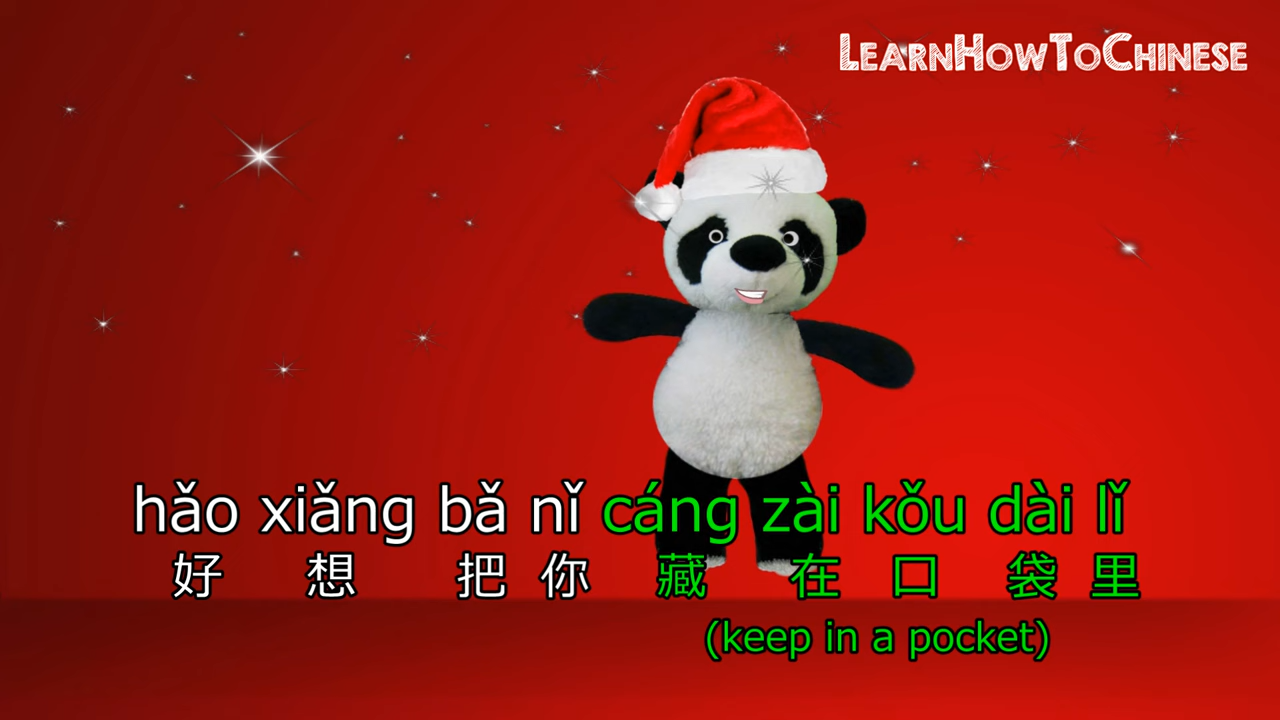 LearnHowToChinese
hǎo xiǎng bǎ nǐ cáng zài kǒu dài lǐ
好 想 把 你 藏 在 口 袋 里
(keep in a pocket)